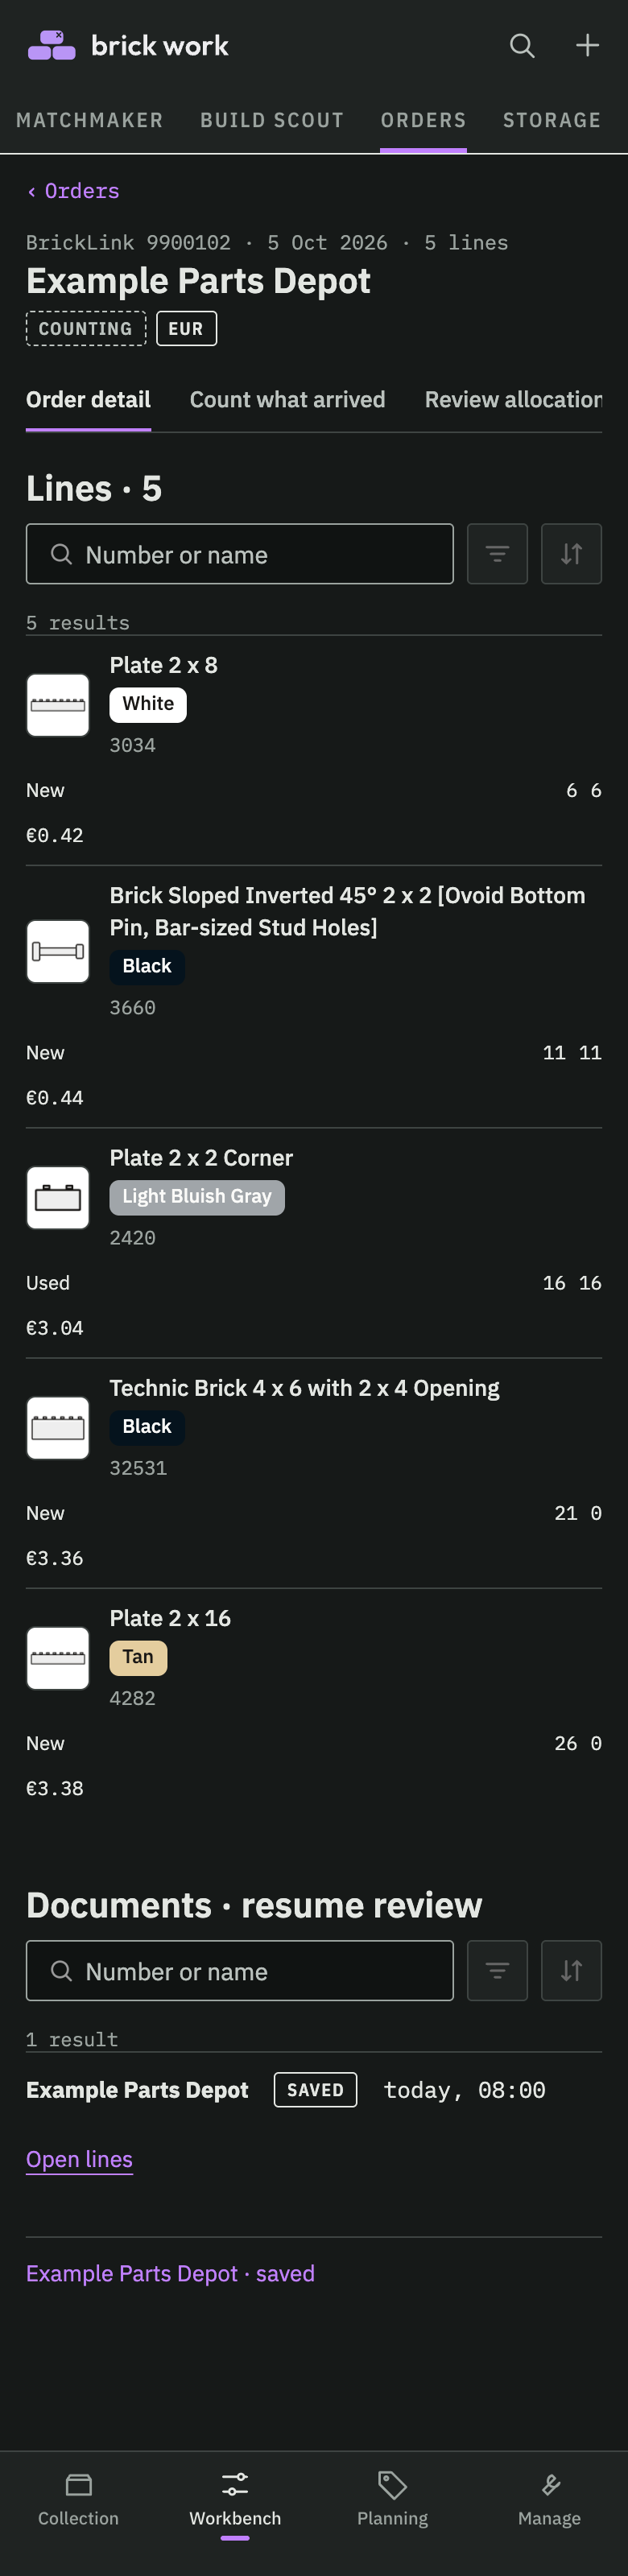 brick work
MATCHMAKER BUILD SCOUT ORDERS STORAGE
‹ Orders
BrickLink 9900102 · 5 Oct 2026 · 5 lines
Example Parts Depot
COUNTING EUR
Order detail Count what arrived Review allocation
Lines · 5
Number or name
5 results
Plate 2 x 8
White
3034
New 6 6
€0.42
Brick Sloped Inverted 45° 2 x 2 [Ovoid Bottom
Pin, Bar-sized Stud Holes]
Black
3660
New 11 11
€0.44
Plate 2 x 2 Corner
Light Bluish Gray
2420
Used 16 16
€3.04
Technic Brick 4 x 6 with 2 x 4 Opening
Black
32531
New 21 0
€3.36
Plate 2 x 16
Tan
4282
New 26 0
€3.38
Documents · resume review
Number or name
1 result
Example Parts Depot SAVED today, 08:00
Open lines
Example Parts Depot · saved
Collection Workbench Planning Manage